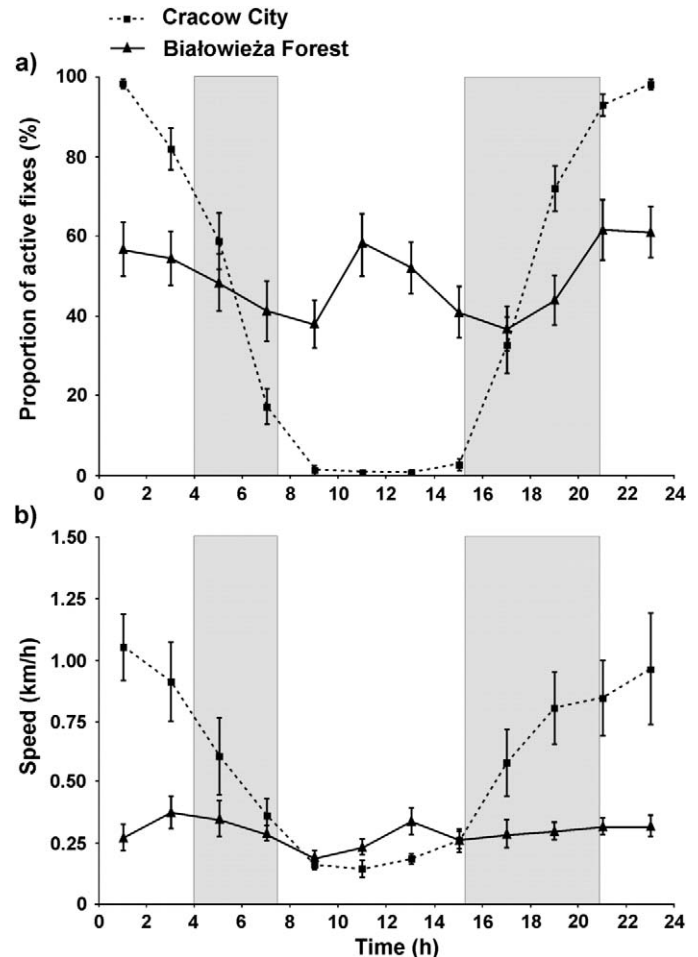 Cracow City
Białowieża Forest
a)
100
80
60
40
20
0
Proportion of active fixes (%)
0 2 4 6 8 10 12 14 16 18 20 22 24
b)
1.50
1.25
1.00
0.75
0.50
0.25
0
Speed (km/h)
0 2 4 6 8 10 12 14 16 18 20 22 24
Time (h)